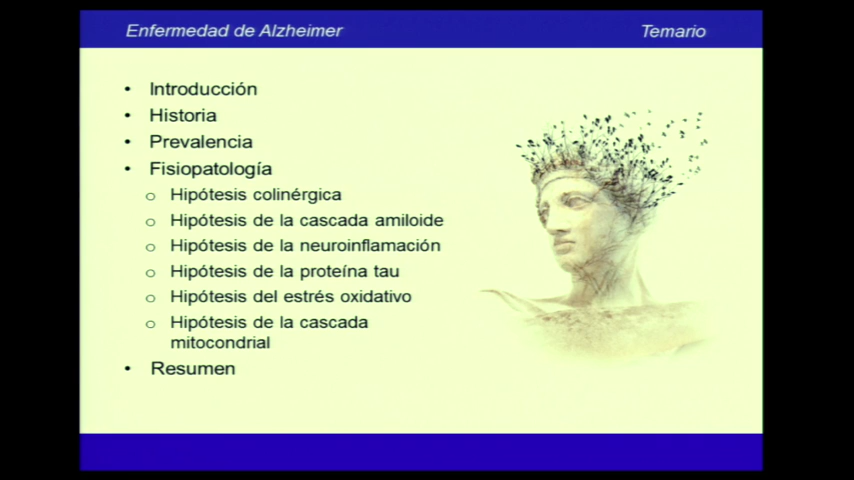 Enfermedad de Alzheimer Temario
• Introducción
• Historia
• Prevalencia
• Fisiopatología
o Hipótesis colinérgica
o Hipótesis de la cascada amiloide
o Hipótesis de la neuroinflamación
o Hipótesis de la proteína tau
o Hipótesis del estrés oxidativo
o Hipótesis de la cascada
mitocondrial
• Resumen